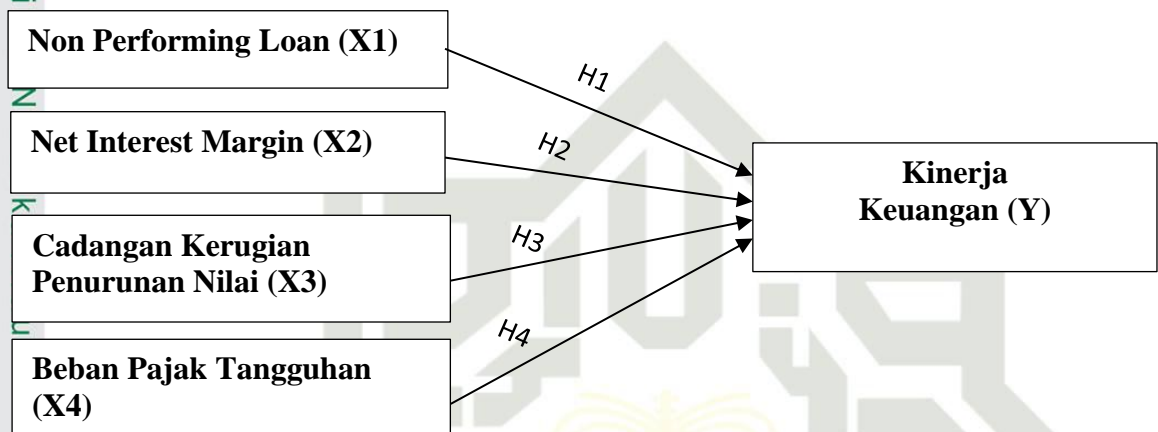 Non Performing Loan (X1)
H1
Net Interest Margin (X2)
H2
Kinerja
Keuangan (Y)
Cadangan Kerugian
Penurunan Nilai (X3)
H3
Beban Pajak Tangguhan
(X4)
H4